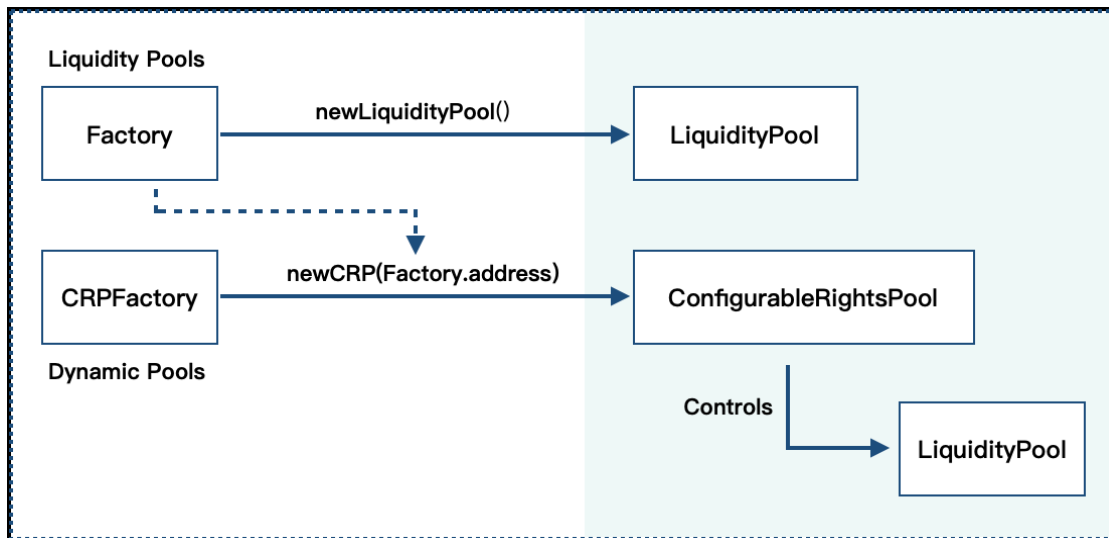 Liquidity Pools
Factory
newLiquidityPool()
LiquidityPool
newCRP(Factory.address)
CRPFactory
ConfigurableRightsPool
Dynamic Pools
Controls
LiquidityPool